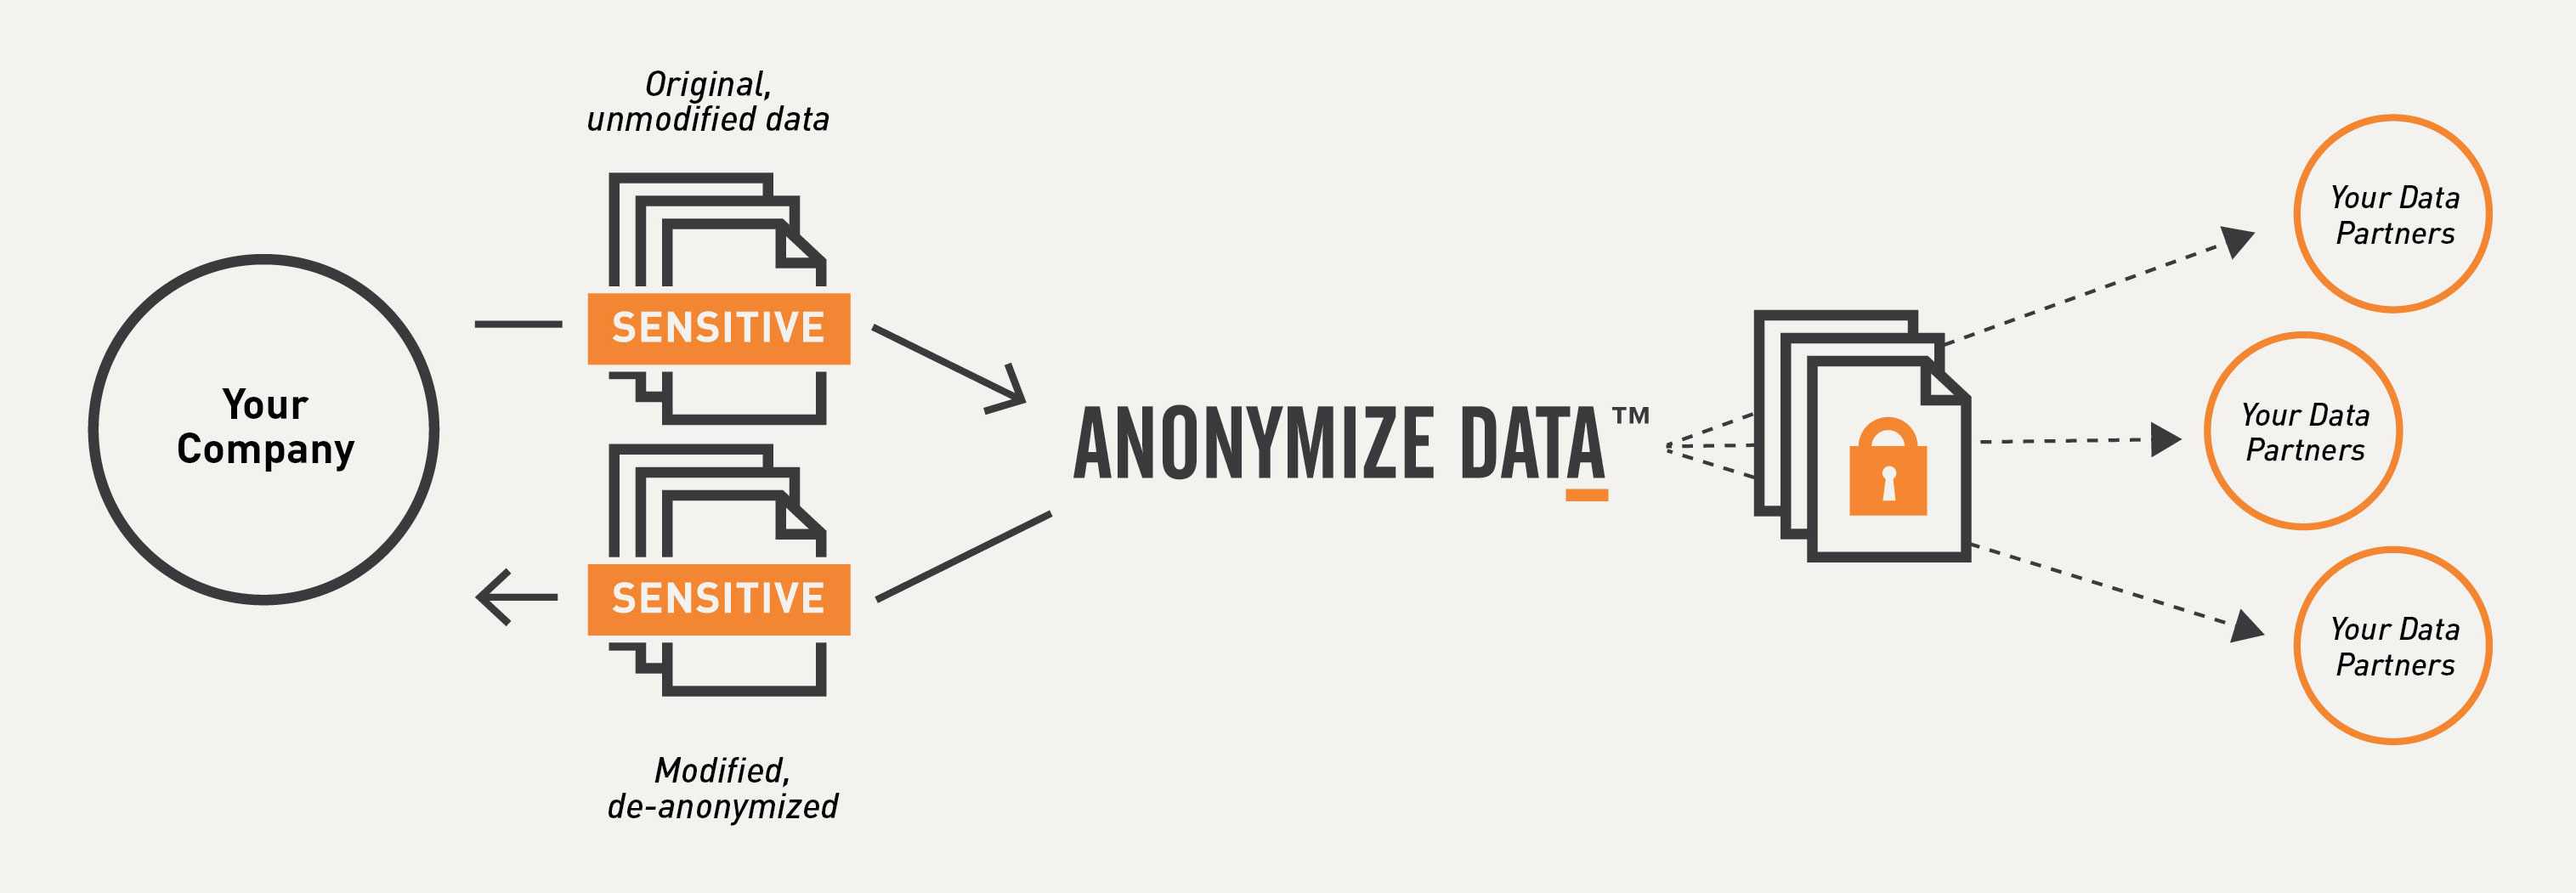 Original,
unmodified data
SENSITIVE
Your
Company
SENSITIVE
Modified,
de-anonymized
ANONYMIZE DATA™
Your Data
Partners
Your Data
Partners
Your Data
Partners